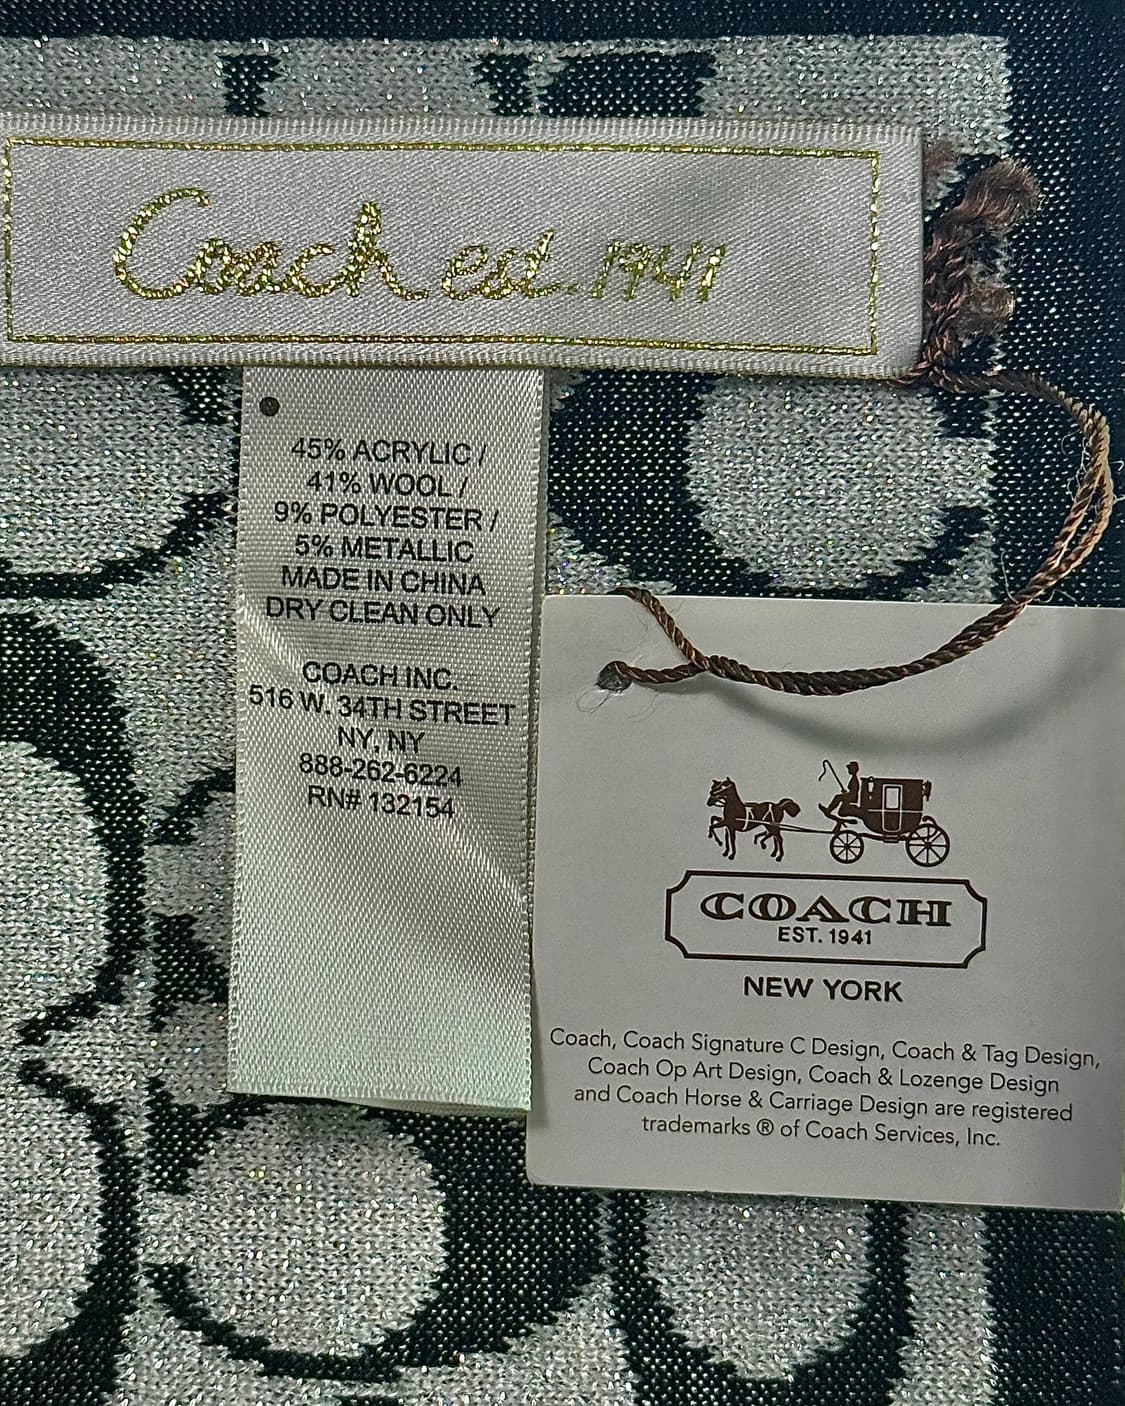 Coach est. 1941
45% ACRYLIC /
41% WOOL /
9% POLYESTER /
5% METALLIC
MADE IN CHINA
DRY CLEAN ONLY
COACH INC.
516 W. 34TH STREET
NY, NY
888-262-6224
RN# 132154
COACH
EST. 1941
NEW YORK
Coach, Coach Signature C Design, Coach & Tag Design,
Coach Op Art Design, Coach & Lozenge Design
and Coach Horse & Carriage Design are registered
trademarks ® of Coach Services, Inc.